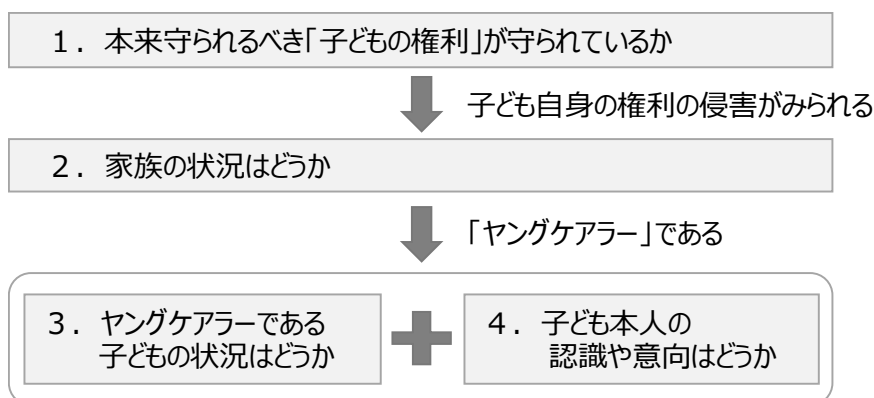 １．本来守られるべき「子どもの権利」が守られているか
子ども自身の権利の侵害がみられる
２．家族の状況はどうか
「ヤングケアラー」である
３．ヤングケアラーである
子どもの状況はどうか
４．子ども本人の
認識や意向はどうか